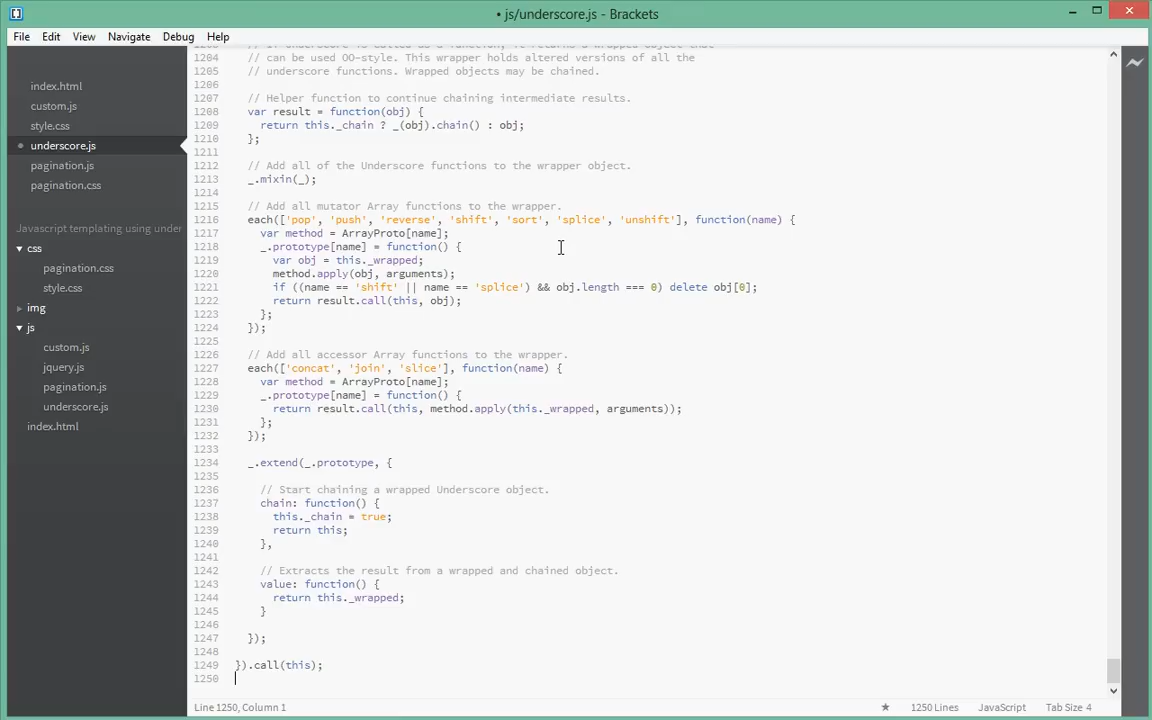 • js/underscore.js - Brackets
File Edit View Navigate Debug Help
index.html
custom.js
style.css
underscore.js
pagination.js
pagination.css
Javascript templating using under
css
pagination.css
style.css
img
js
custom.js
jquery.js
pagination.js
underscore.js
index.html
1204 // can be used OO-style. This wrapper holds altered versions of all the
1205 // underscore functions. Wrapped objects may be chained.
1206
1207 // Helper function to continue chaining intermediate results.
1208 var result = function(obj) {
1209 return this._chain ? _(obj).chain() : obj;
1210 };
1211
1212 // Add all of the Underscore functions to the wrapper object.
1213 _.mixin(_);
1214
1215 // Add all mutator Array functions to the wrapper.
1216 each(['pop', 'push', 'reverse', 'shift', 'sort', 'splice', 'unshift'], function(name) {
1217 var method = ArrayProto[name];
1218 _.prototype[name] = function() {
1219 var obj = this._wrapped;
1220 method.apply(obj, arguments);
1221 if ((name == 'shift' || name == 'splice') && obj.length === 0) delete obj[0];
1222 return result.call(this, obj);
1223 };
1224 });
1225
1226 // Add all accessor Array functions to the wrapper.
1227 each(['concat', 'join', 'slice'], function(name) {
1228 var method = ArrayProto[name];
1229 _.prototype[name] = function() {
1230 return result.call(this, method.apply(this._wrapped, arguments));
1231 };
1232 });
1233
1234 _.extend(_.prototype, {
1235
1236 // Start chaining a wrapped Underscore object.
1237 chain: function() {
1238 this._chain = true;
1239 return this;
1240 },
1241
1242 // Extracts the result from a wrapped and chained object.
1243 value: function() {
1244 return this._wrapped;
1245 }
1246
1247 });
1248
1249 }).call(this);
1250
Line 1250, Column 1
1250 Lines JavaScript Tab Size 4